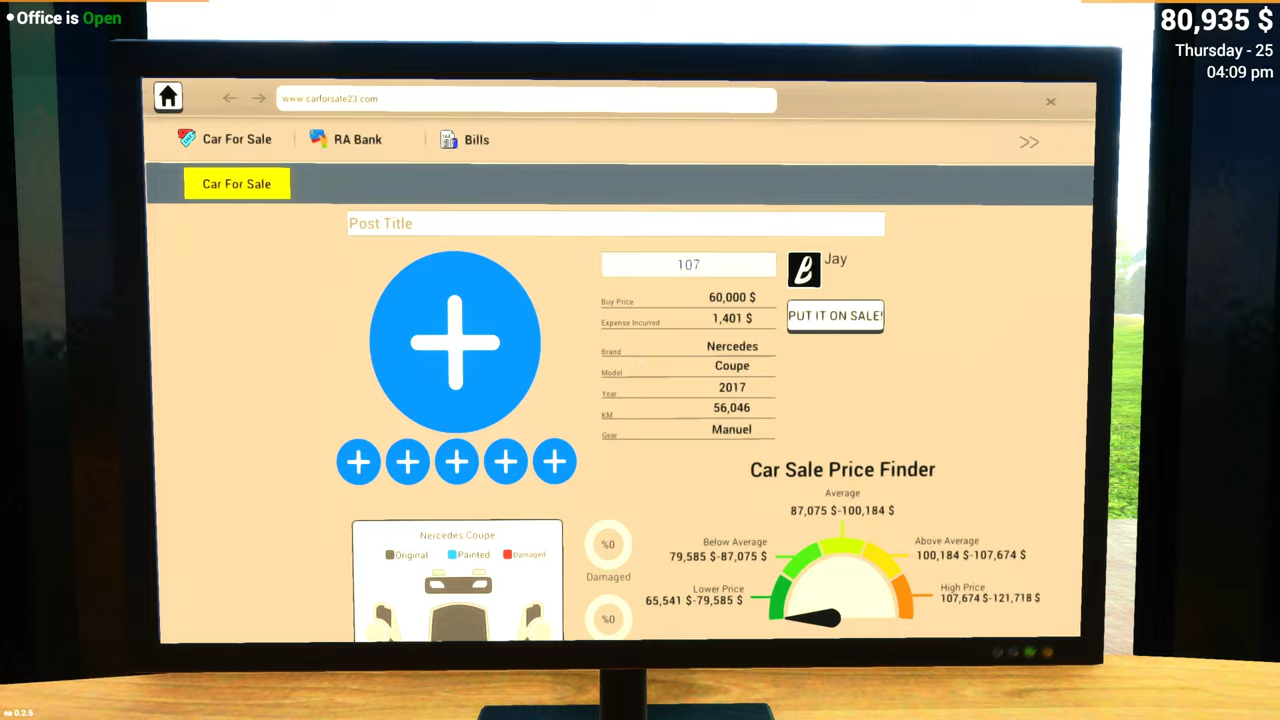 Office is Open
80,935 $
Thursday - 25
04:09 pm
www.carforsale23.com
Car For Sale
RA Bank
Bills
>>
Car For Sale
Post Title
107
Jay
PUT IT ON SALE!
Buy Price 60,000 $
Expense Incurred 1,401 $
Brand Nercedes
Model Coupe
Year 2017
KM 56,046
Gear Manuel
Car Sale Price Finder
Average
87,075 $-100,184 $
Below Average
79,585 $-87,075 $
Above Average
100,184 $-107,674 $
Lower Price
65,541 $-79,585 $
High Price
107,674 $-121,718 $
Nercedes Coupe
Original Painted Damaged
%0
Damaged
%0
ea 0.2.5